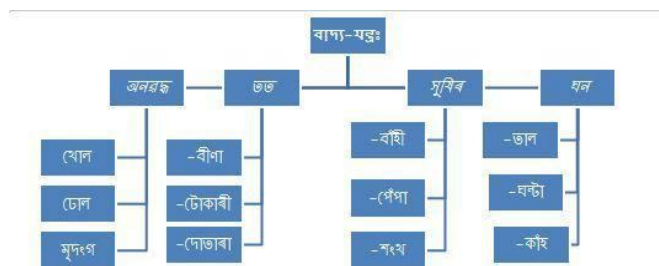 বাদ্য-যন্ত্ৰঃ
অনৱদ্ধ
তত
সুষিৰ
ঘন
খোল
ঢোল
মৃদংগ
-বীণা
-টোকাৰী
-দোতাৰা
-বাঁহী
-পেঁপা
-শংখ
-তাল
-ঘন্টা
-কাঁহ